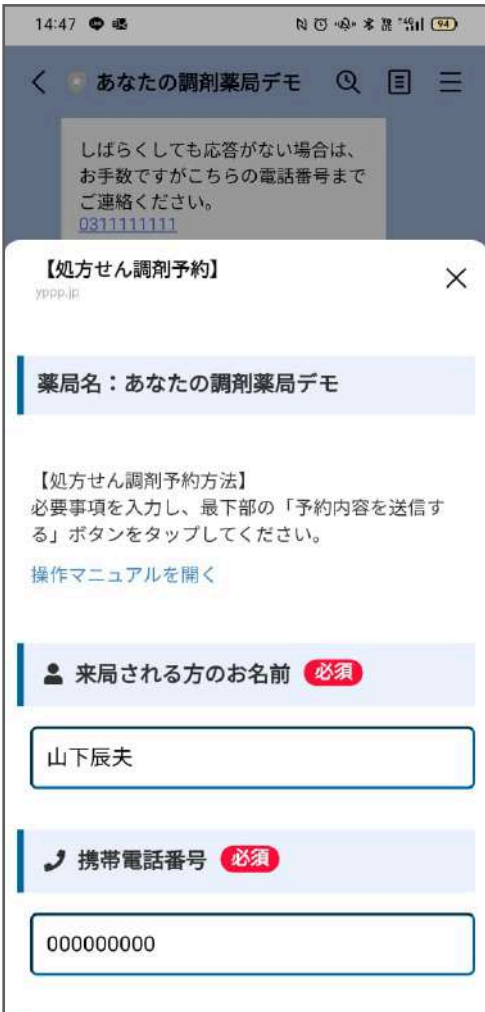 14:47
94
あなたの調剤薬局デモ
しばらくしても応答がない場合は、
お手数ですがこちらの電話番号まで
ご連絡ください。
0311111111
【処方せん調剤予約】
yppp.jp
薬局名：あなたの調剤薬局デモ
【処方せん調剤予約方法】
必要事項を入力し、最下部の「予約内容を送信す
る」ボタンをタップしてください。
操作マニュアルを開く
来局される方のお名前 必須
山下辰夫
携帯電話番号 必須
000000000